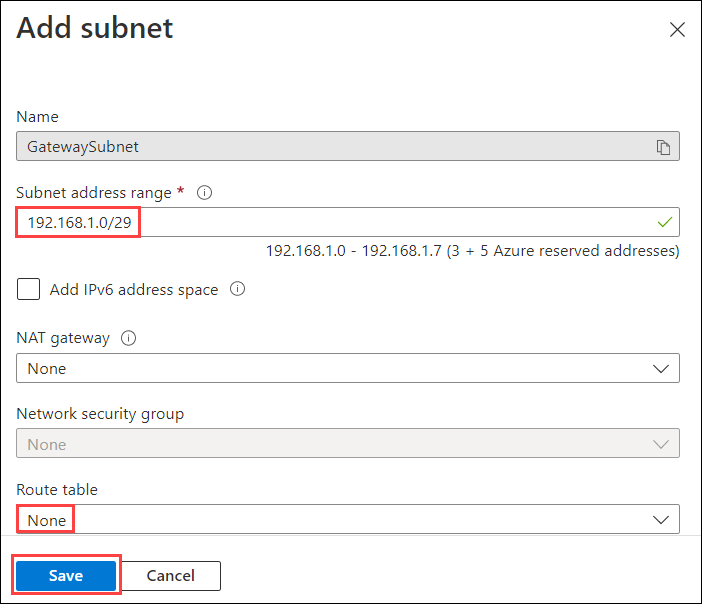 Add subnet
Name
GatewaySubnet
Subnet address range *
192.168.1.0/29
192.168.1.0 - 192.168.1.7 (3 + 5 Azure reserved addresses)
Add IPv6 address space
NAT gateway
None
Network security group
None
Route table
None
Save Cancel